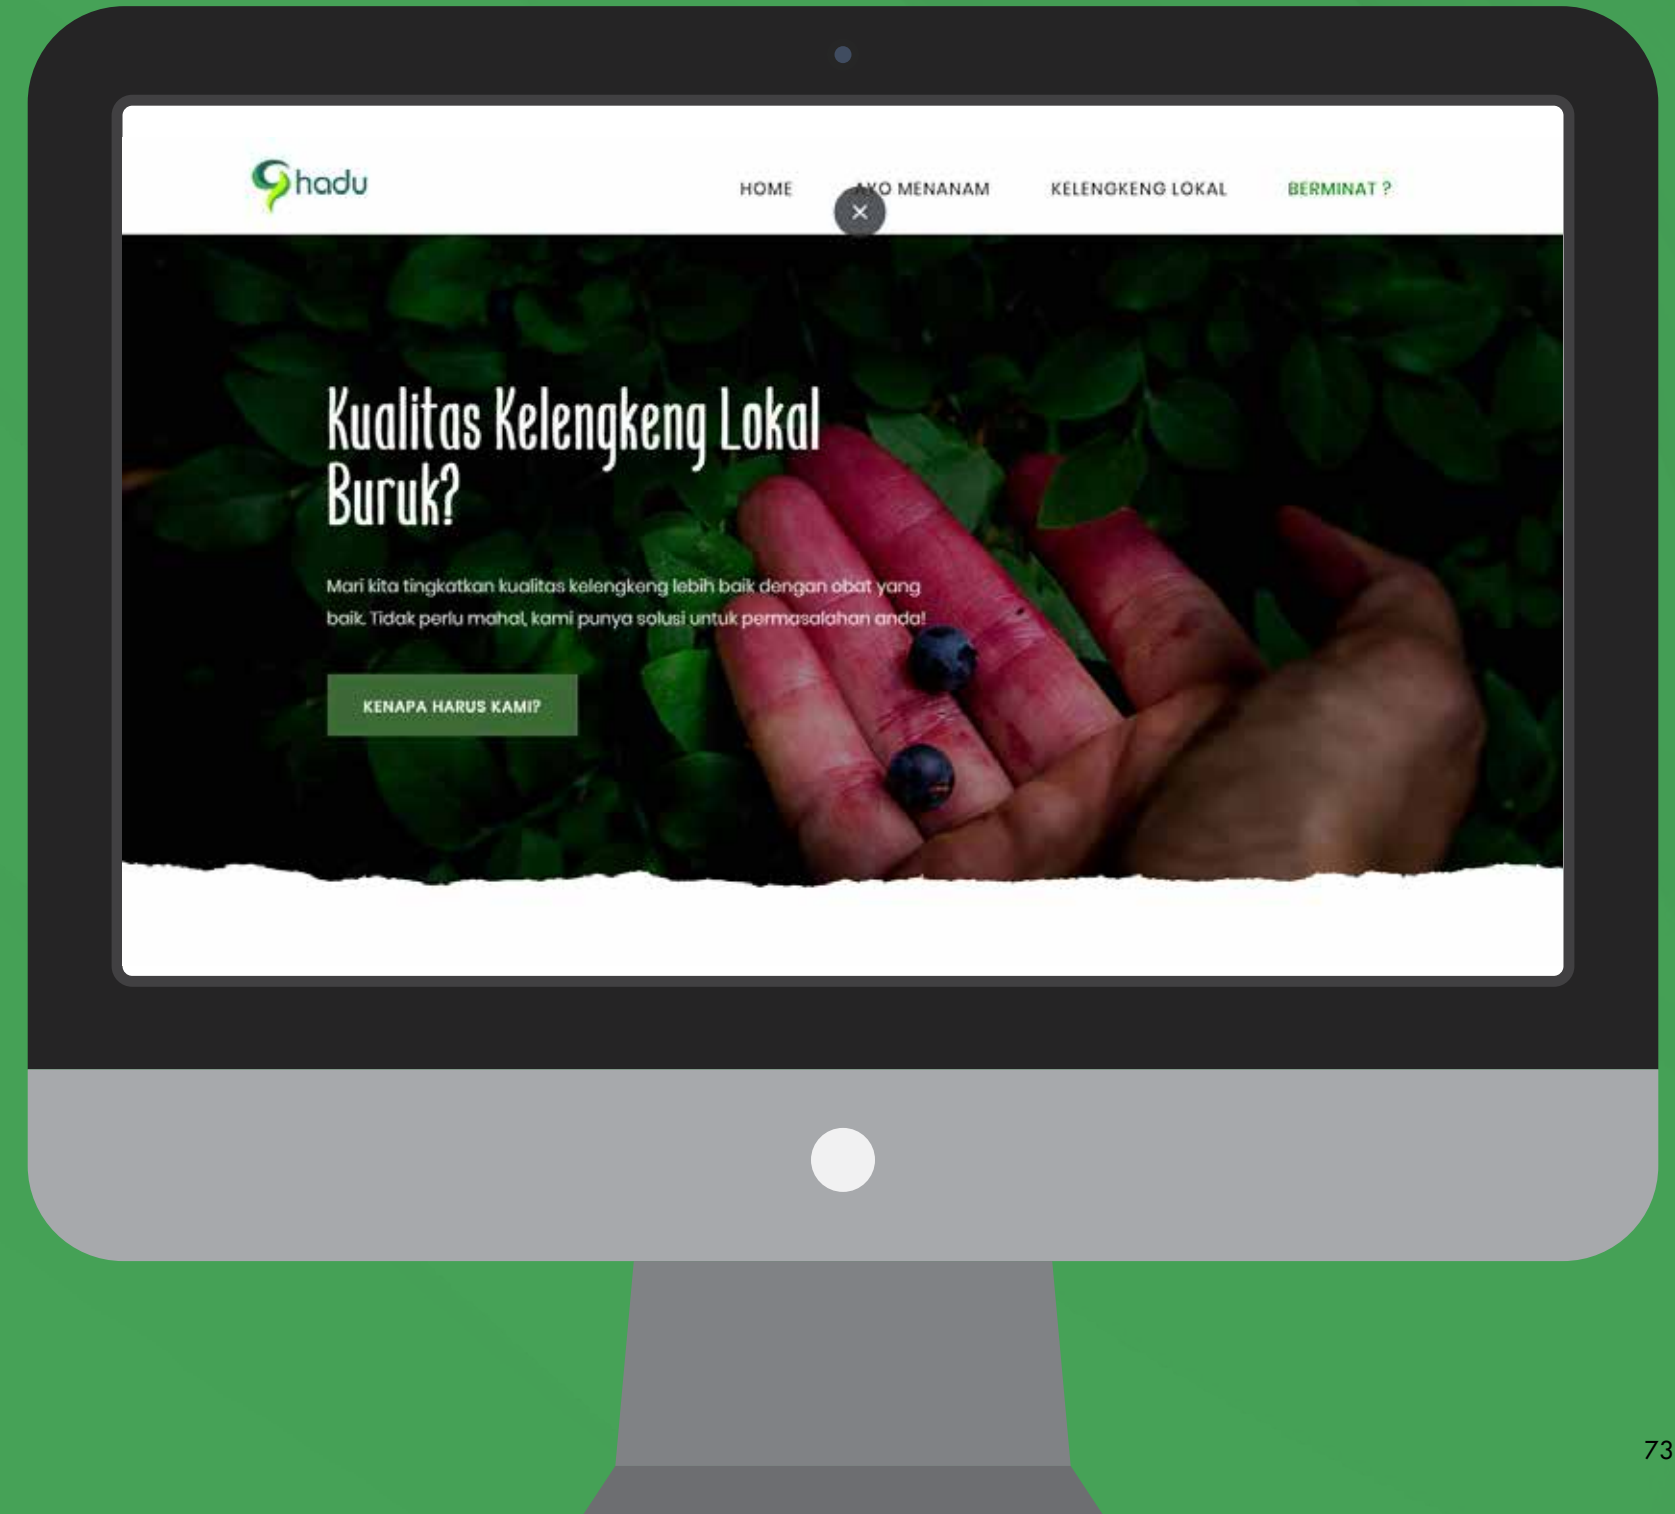 hadu
HOME AYO MENANAM KELENGKENG LOKAL BERMINAT ?
Kualitas Kelengkeng Lokal
Buruk?
Mari kita tingkatkan kualitas kelengkeng lebih baik dengan obat yang
baik. Tidak perlu mahal, kami punya solusi untuk permasalahan anda!
KENAPA HARUS KAMI?
73